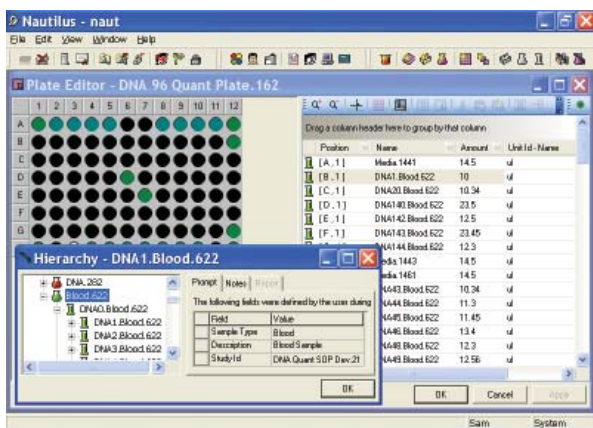 Nautilus - naut
File Edit View Window Help
Plate Editor - DNA 96 Quant Plate.162
1 2 3 4 5 6 7 8 9 10 11 12
A
B
C
D
E
F
G
Drag a column header here to group by that column
Position Name Amount Unit Id - Name
[A,1] Media.1441 14.5 ul
[B,1] DNA1.Blood.622 10 ul
[C,1] DNA20.Blood.622 10.34 ul
[D,1] DNA140.Blood.622 23.5 ul
[E,1] DNA142.Blood.622 12.5 ul
[F,1] DNA143.Blood.622 23.45 ul
DNA144.Blood.622 12.3 ul
edia.1443 14.5 ul
edia.1461 14.5 ul
NA43.Blood.622 10.34 ul
NA44.Blood.622 11.3 ul
NA45.Blood.622 11.45 ul
NA46.Blood.622 13.4 ul
NA48.Blood.622 12.3 ul
NA49.Blood.622 12.56 ul
OK Cancel Apply
Hierarchy - DNA1.Blood.622
DNA.282
Blood.622
DNA0.Blood.622
DNA1.Blood.622
DNA2.Blood.622
DNA3.Blood.622
Prompt Notes Report
The following fields were defined by the user during
Field Value
Sample Type Blood
Description Blood Sample
Study Id DNA Quant SOP Dev.21
OK
Sam System